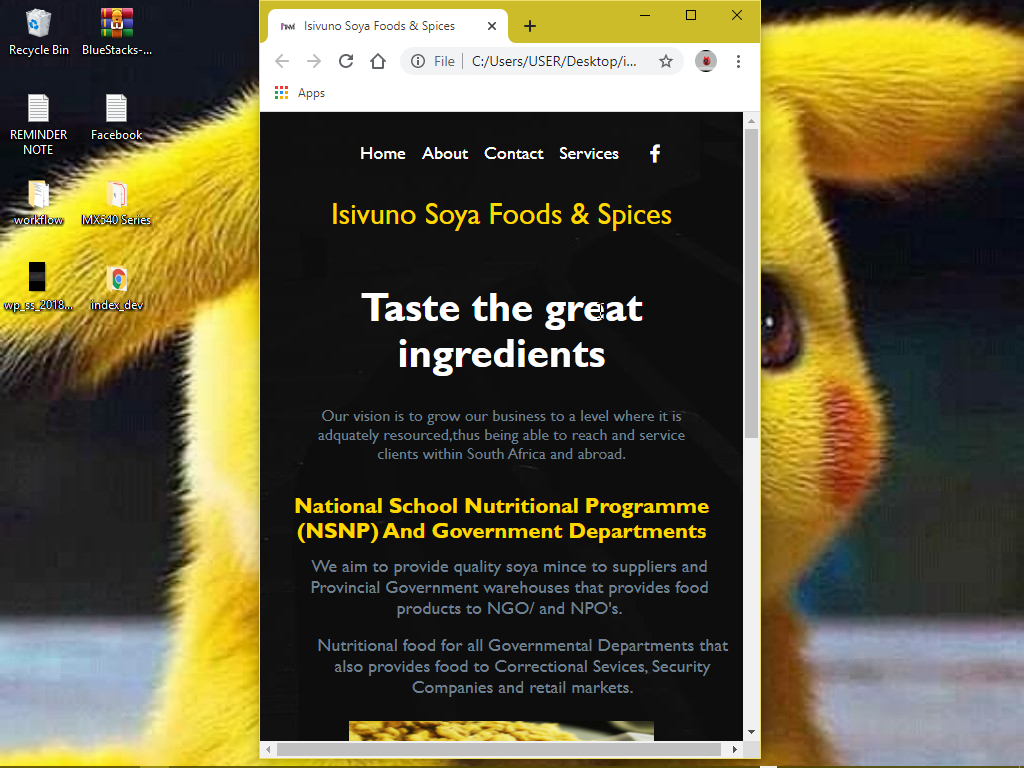 Recycle Bin
BlueStacks-...
REMINDER
NOTE
Facebook
workflow
IMX640 Series
wp_ss_2018...
index_dev
Isivuno Soya Foods & Spices
File
C:/Users/USER/Desktop/i...
Apps
Home About Contact Services
Isivuno Soya Foods & Spices
Taste the great
ingredients
Our vision is to grow our business to a level where it is
adquately resourced,thus being able to reach and service
clients within South Africa and abroad.
National School Nutritional Programme
(NSNP) And Government Departments
We aim to provide quality soya mince to suppliers and
Provincial Government warehouses that provides food
products to NGO/ and NPO's.
Nutritional food for all Governmental Departments that
also provides food to Correctional Sevices, Security
Companies and retail markets.